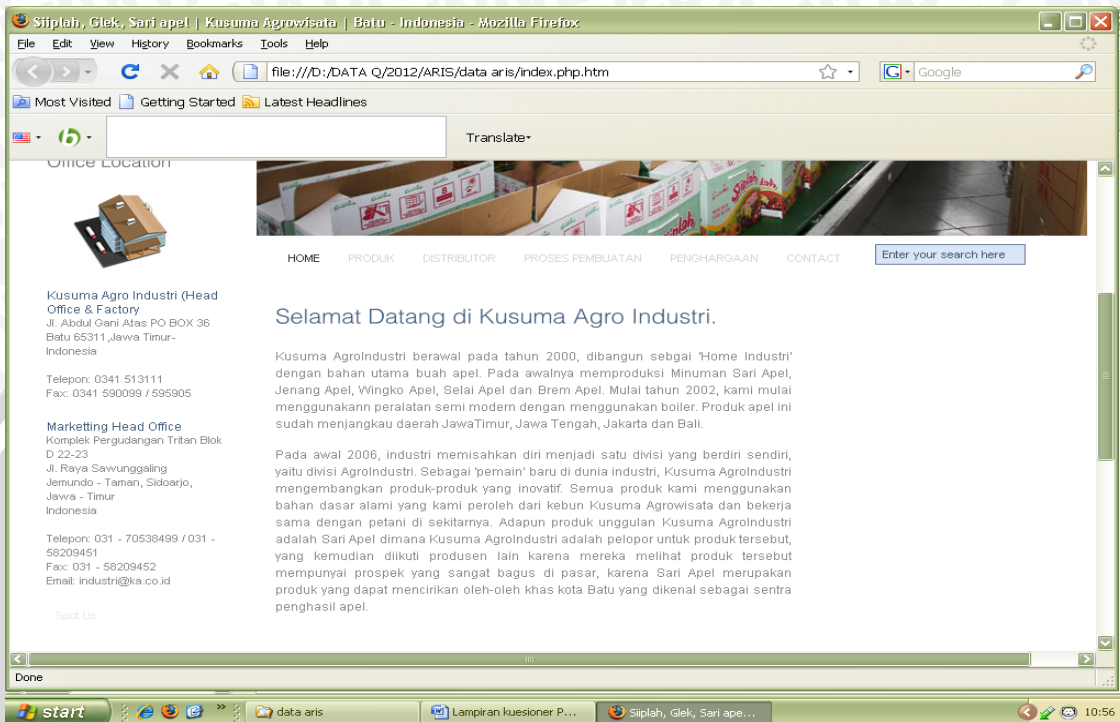 Siiplah, Glek, Sari apel | Kusuma Agrowisata | Batu - Indonesia - Mozilla Firefox
File Edit View History Bookmarks Tools Help
file:///D:/DATA Q/2012/ARIS/data aris/index.php.htm
Google
Most Visited Getting Started Latest Headlines
Translate
Office Location
Siiplah
HOME PRODUK DISTRIBUTOR PROSES PEMBUATAN PENGHARGAAN CONTACT
Enter your search here
Kusuma Agro Industri (Head
Office & Factory
Jl. Abdul Gani Atas PO BOX 36
Batu 65311,Jawa Timur-
Indonesia
Telepon: 0341 513111
Fax: 0341 590099 / 595905
Marketting Head Office
Komplek Pergudangan Tritan Blok
D 22-23
Jl. Raya Sawunggaling
Jemundo - Taman, Sidoarjo,
Jawa - Timur
Indonesia
Telepon: 031 - 70538499 / 031 -
58209451
Fax: 031 - 58209452
Email: industri@ka.co.id
Spot Us
Selamat Datang di Kusuma Agro Industri.
Kusuma AgroIndustri berawal pada tahun 2000, dibangun sebgai 'Home Industri'
dengan bahan utama buah apel. Pada awalnya memproduksi Minuman Sari Apel,
Jenang Apel, Wingko Apel, Selai Apel dan Brem Apel. Mulai tahun 2002, kami mulai
menggunakann peralatan semi modern dengan menggunakan boiler. Produk apel ini
sudah menjangkau daerah JawaTimur, Jawa Tengah, Jakarta dan Bali.
Pada awal 2006, industri memisahkan diri menjadi satu divisi yang berdiri sendiri,
yaitu divisi AgroIndustri. Sebagai 'pemain' baru di dunia industri, Kusuma AgroIndustri
mengembangkan produk-produk yang inovatif. Semua produk kami menggunakan
bahan dasar alami yang kami peroleh dari kebun Kusuma Agrowisata dan bekerja
sama dengan petani di sekitarnya. Adapun produk unggulan Kusuma AgroIndustri
adalah Sari Apel dimana Kusuma AgroIndustri adalah pelopor untuk produk tersebut,
yang kemudian diikuti produsen lain karena mereka melihat produk tersebut
mempunyai prospek yang sangat bagus di pasar, karena Sari Apel merupakan
produk yang dapat mencirikan oleh-oleh khas kota Batu yang dikenal sebagai sentra
penghasil apel.
Done
start data aris Lampiran kuesioner P... Siiplah, Glek, Sari ape... 10:56